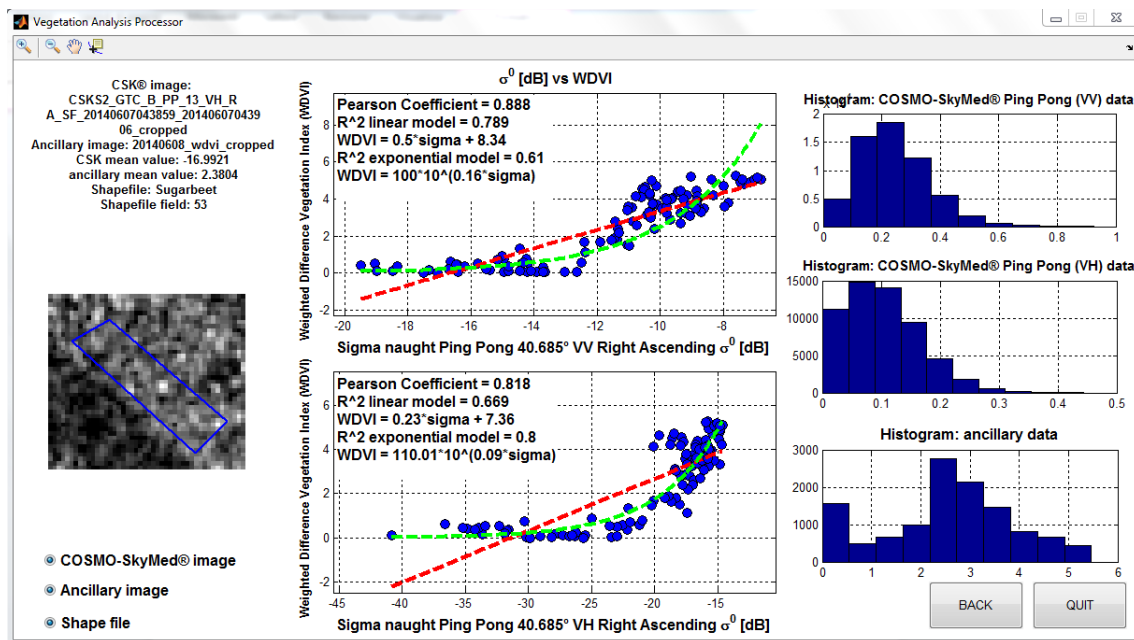 Vegetation Analysis Processor
CSK® image:
CSKS2_GTC_B_PP_13_VH_R
A_SF_20140607043859_201406070439
06_cropped
Ancillary image: 20140608_wdvi_cropped
CSK mean value: -16.9921
ancillary mean value: 2.3804
Shapefile: Sugarbeet
Shapefile field: 53
COSMO-SkyMed® image
Ancillary image
Shape file
σ⁰ [dB] vs WDVI
Weighted Difference Vegetation Index (WDVI)
Pearson Coefficient = 0.888
R^2 linear model = 0.789
WDVI = 0.5*sigma + 8.34
R^2 exponential model = 0.61
WDVI = 100*10^(0.16*sigma)
8
6
4
2
0
-2
-20 -18 -16 -14 -12 -10 -8
Sigma naught Ping Pong 40.685° VV Right Ascending σ⁰ [dB]
Weighted Difference Vegetation Index (WDVI)
Pearson Coefficient = 0.818
R^2 linear model = 0.669
WDVI = 0.23*sigma + 7.36
R^2 exponential model = 0.8
WDVI = 110.01*10^(0.09*sigma)
6
4
2
0
-2
-45 -40 -35 -30 -25 -20 -15
Sigma naught Ping Pong 40.685° VH Right Ascending σ⁰ [dB]
Histogram: COSMO-SkyMed® Ping Pong (VV) data
2
1.5
1
0.5
0
0 0.2 0.4 0.6 0.8 1
Histogram: COSMO-SkyMed® Ping Pong (VH) data
15000
10000
5000
0
0 0.1 0.2 0.3 0.4 0.5
Histogram: ancillary data
3000
2000
1000
0
0 1 2 3 4 5 6
BACK QUIT